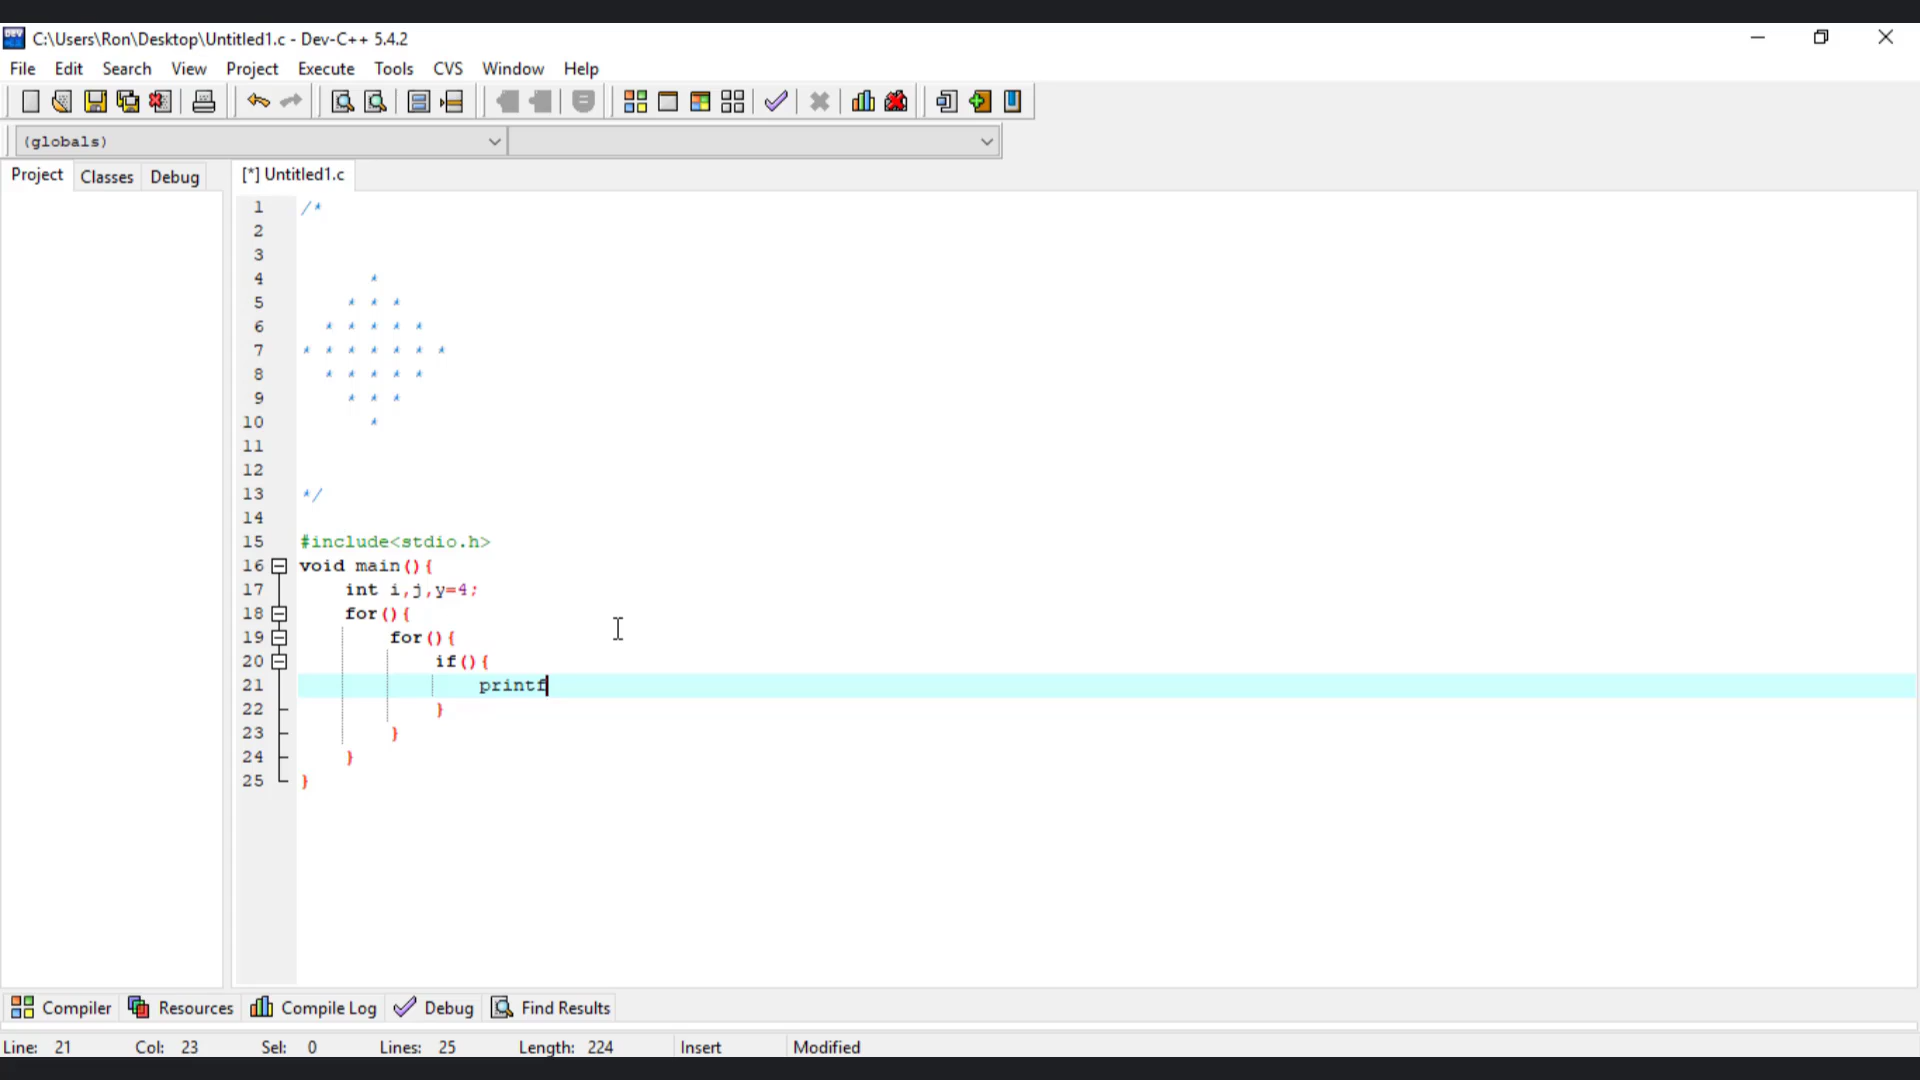 C:\Users\Ron\Desktop\Untitled1.c - Dev-C++ 5.4.2
File Edit Search View Project Execute Tools CVS Window Help
(globals)
Project Classes Debug [*] Untitled1.c
1 /*
2
3
4       *
5     * * *
6   * * * * *
7 * * * * * * *
8   * * * * *
9     * * *
10       *
11
12
13 */
14
15 #include<stdio.h>
16 void main(){
17     int i,j,y=4;
18     for(){
19         for(){
20             if(){
21                 printf
22             }
23         }
24     }
25 }
Compiler Resources Compile Log Debug Find Results
Line: 21 Col: 23 Sel: 0 Lines: 25 Length: 224 Insert Modified